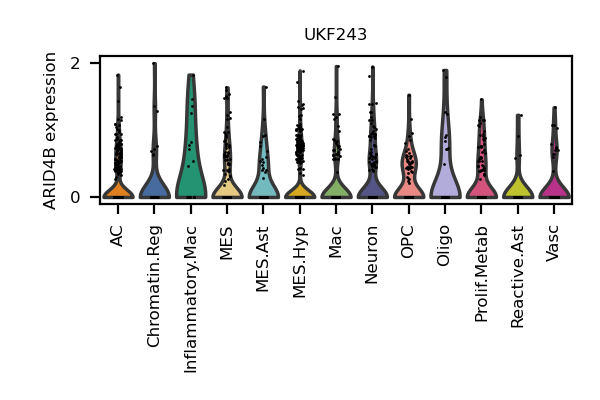 UKF243
ARID4B expression
2
0
AC
Chromatin.Reg
Inflammatory.Mac
MES
MES.Ast
MES.Hyp
Mac
Neuron
OPC
Oligo
Prolif.Metab
Reactive.Ast
Vasc